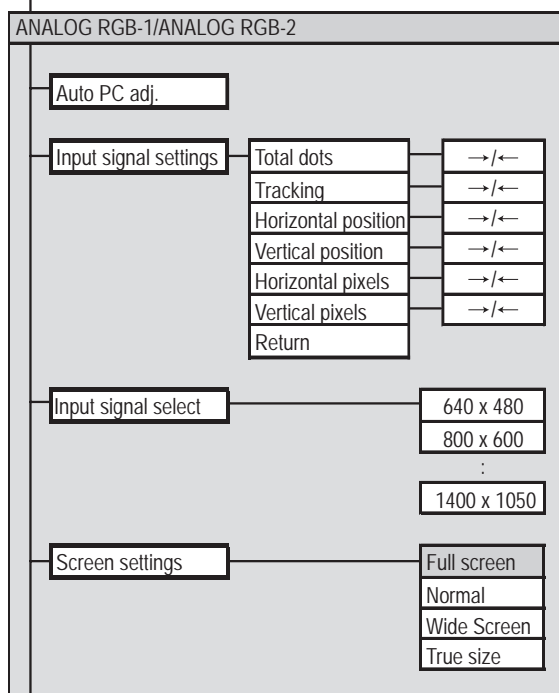 ANALOG RGB-1/ANALOG RGB-2
Auto PC adj.
Input signal settings
Total dots →/←
Tracking →/←
Horizontal position →/←
Vertical position →/←
Horizontal pixels →/←
Vertical pixels →/←
Return
Input signal select
640 x 480
800 x 600
:
1400 x 1050
Screen settings
Full screen
Normal
Wide Screen
True size